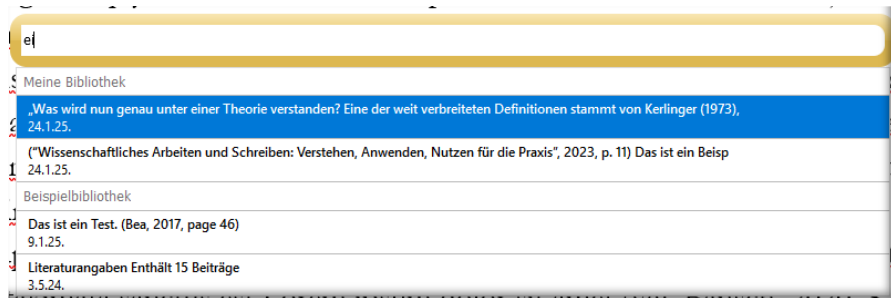 ei
Meine Bibliothek
„Was wird nun genau unter einer Theorie verstanden? Eine der weit verbreiteten Definitionen stammt von Kerlinger (1973),
24.1.25.
(“Wissenschaftliches Arbeiten und Schreiben: Verstehen, Anwenden, Nutzen für die Praxis”, 2023, p. 11) Das ist ein Beisp
24.1.25.
Beispielbibliothek
Das ist ein Test. (Bea, 2017, page 46)
9.1.25.
Literaturangaben Enthält 15 Beiträge
3.5.24.